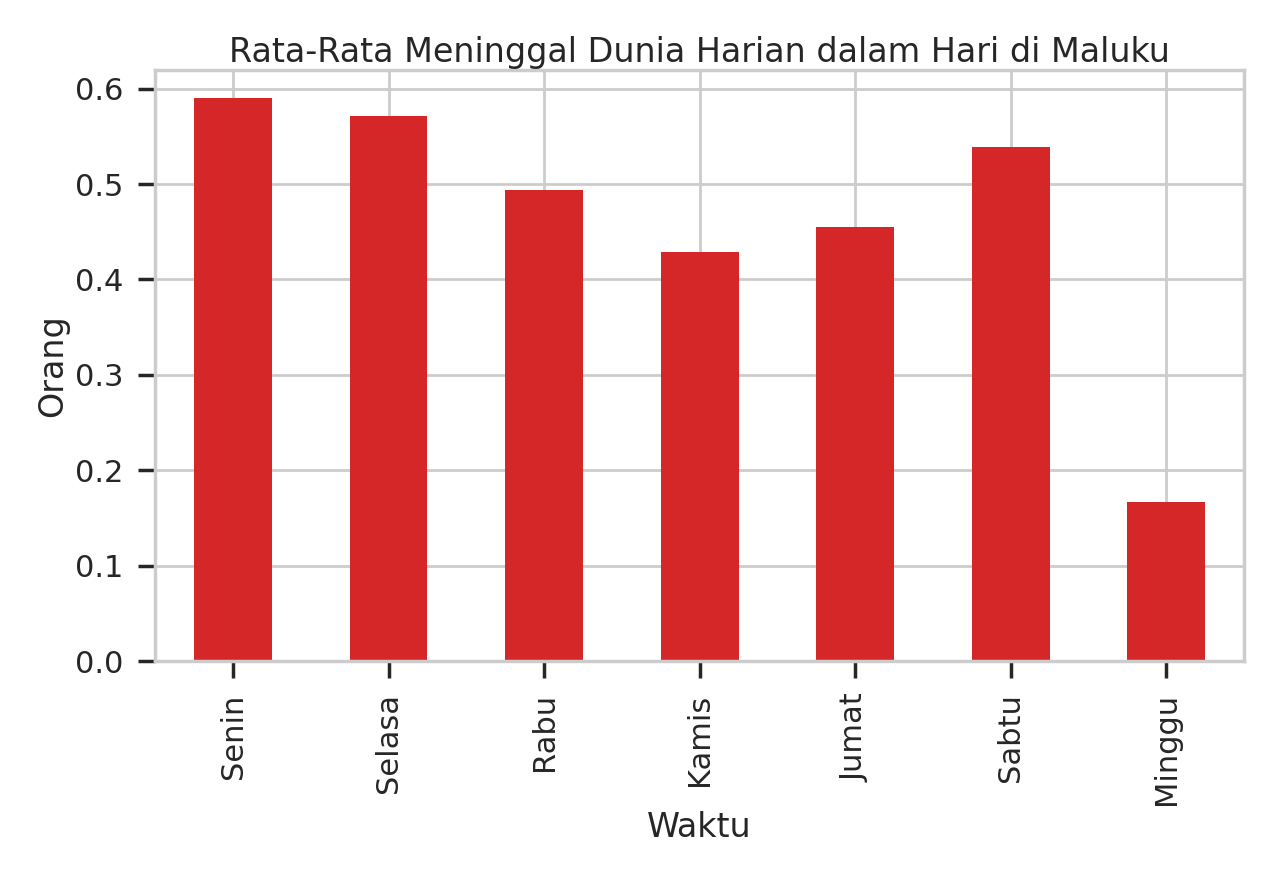 Rata-Rata Meninggal Dunia Harian dalam Hari di Maluku
0.6
0.5
0.4
0.3
0.2
0.1
0.0
Orang
Senin
Selasa
Rabu
Kamis
Jumat
Sabtu
Minggu
Waktu